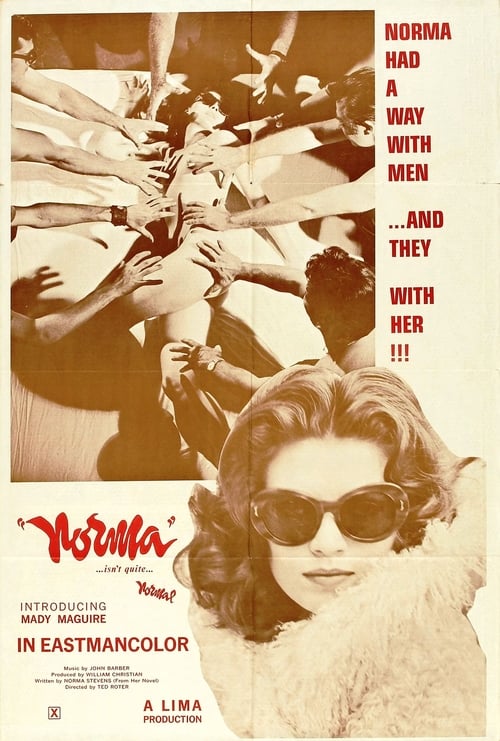 NORMA
HAD
A
WAY
WITH
MEN
...AND
THEY
WITH
HER
!!!
"Norma"
...isn't quite...
Normal
INTRODUCING
MADY MAGUIRE
IN EASTMANCOLOR
Music by JOHN BARBER
Produced by WILLIAM CHRISTIAN
Written by NORMA STEVENS (From Her Novel)
Directed by TED ROTER
X
A LIMA
PRODUCTION